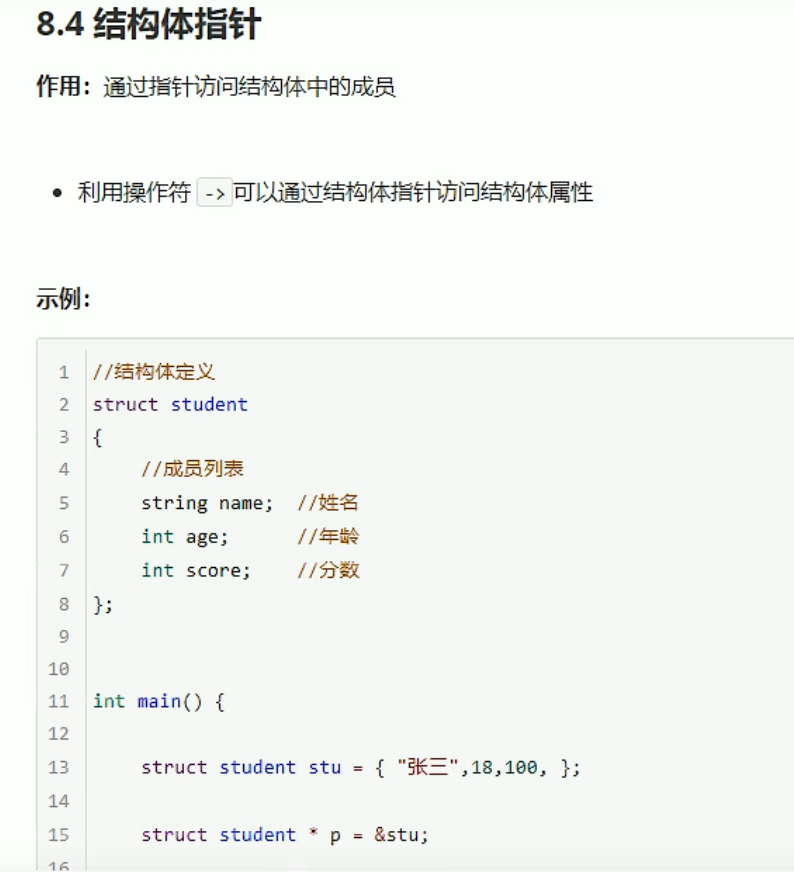 8.4 结构体指针
作用：通过指针访问结构体中的成员
• 利用操作符 -> 可以通过结构体指针访问结构体属性
示例：
1 //结构体定义
2 struct student
3 {
4 //成员列表
5 string name; //姓名
6 int age; //年龄
7 int score; //分数
8 };
9
10
11 int main() {
12
13 struct student stu = { "张三",18,100, };
14
15 struct student * p = &stu;
16